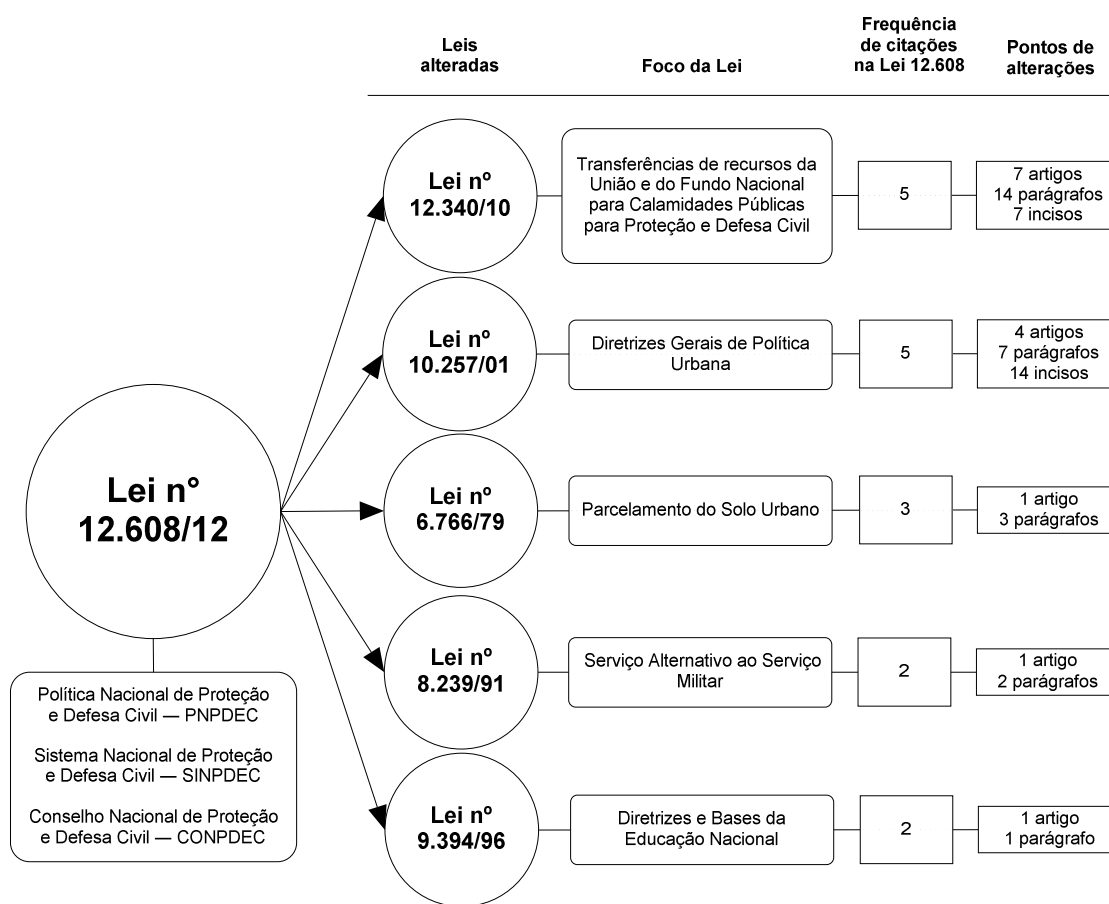 Leis
alteradas
Foco da Lei
Frequência
de citações
na Lei 12.608
Pontos de
alterações
Lei nº
12.340/10
Transferências de recursos da
União e do Fundo Nacional
para Calamidades Públicas
para Proteção e Defesa Civil
5
7 artigos
14 parágrafos
7 incisos
Lei nº
10.257/01
Diretrizes Gerais de Política
Urbana
5
4 artigos
7 parágrafos
14 incisos
Lei n°
12.608/12
Lei nº
6.766/79
Parcelamento do Solo Urbano
3
1 artigo
3 parágrafos
Lei nº
8.239/91
Serviço Alternativo ao Serviço
Militar
2
1 artigo
2 parágrafos
Política Nacional de Proteção
e Defesa Civil — PNPDEC
Sistema Nacional de Proteção
e Defesa Civil — SINPDEC
Conselho Nacional de Proteção
e Defesa Civil — CONPDEC
Lei nº
9.394/96
Diretrizes e Bases da
Educação Nacional
2
1 artigo
1 parágrafo